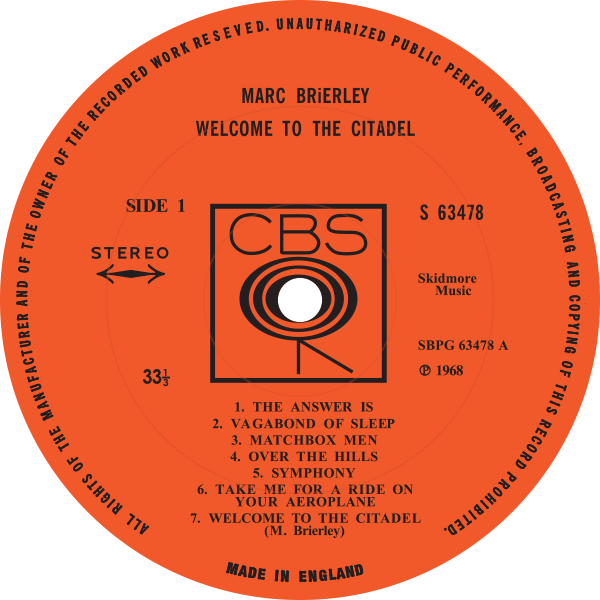 ALL RIGHTS OF THE MANUFACTURER AND OF THE OWNER OF THE RECORDED WORK RESEVED. UNAUTHARIZED PUBLIC PERFORMANCE, BROADCASTING AND COPYING OF THIS RECORD PROHIBITED.
MARC BRiERLEY
WELCOME TO THE CITADEL
SIDE 1
S 63478
CBS
STEREO
Skidmore
Music
SBPG 63478 A
33⅓
℗ 1968
1. THE ANSWER IS
2. VAGABOND OF SLEEP
3. MATCHBOX MEN
4. OVER THE HILLS
5. SYMPHONY
6. TAKE ME FOR A RIDE ON
YOUR AEROPLANE
7. WELCOME TO THE CITADEL
(M. Brierley)
MADE IN ENGLAND